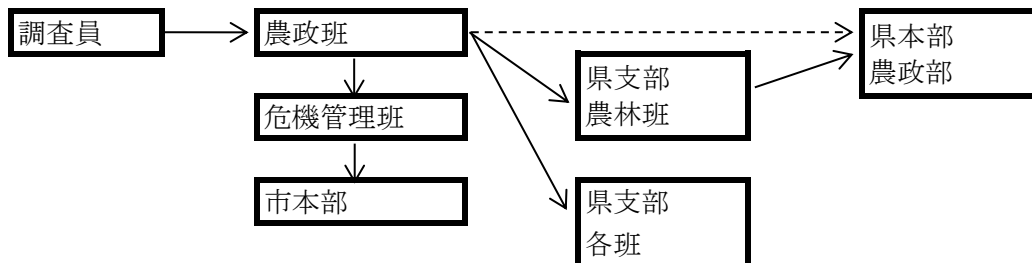 調査員
農政班
県本部
農政部
県支部
農林班
危機管理班
市本部
県支部
各班